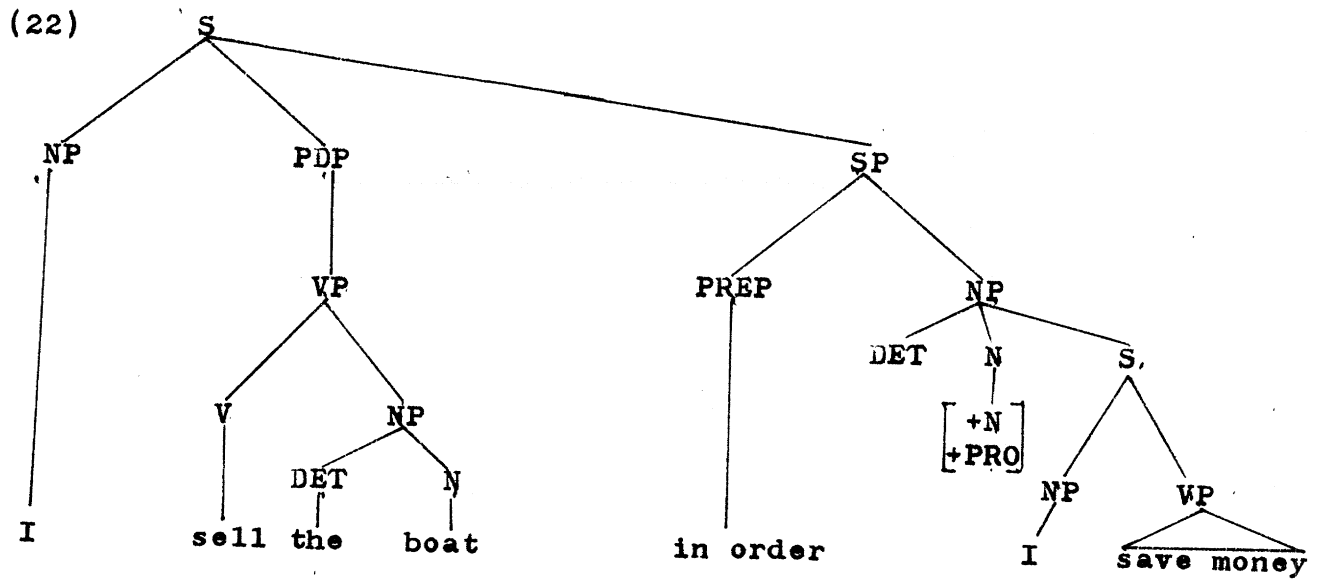 (22) S
NP PDP SP
VP PREP NP
DET N S
V NP [+N
+PRO]
DET N NP VP
I sell the boat in order I save money